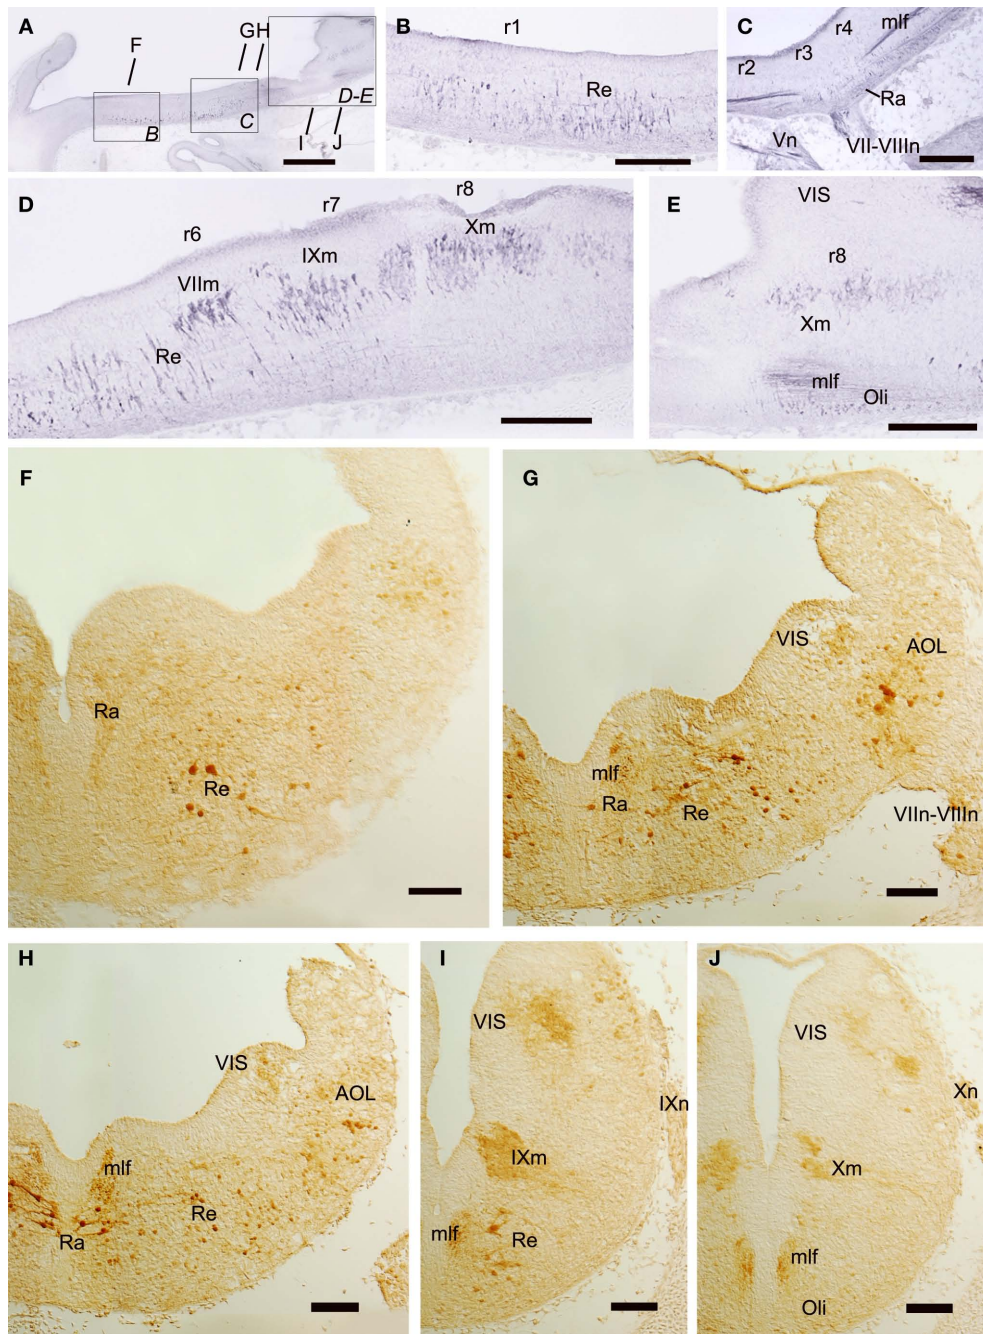 A
F
GH
B
C
D-E
I
J
B
r1
Re
C
r4
mlf
r3
r2
Ra
Vn
VII-VIIIn
D
r8
r7
Xm
r6
IXm
VIIm
Re
E
VIS
r8
Xm
mlf
Oli
F
Ra
Re
G
VIS
AOL
mlf
Ra
Re
VIIn-VIIIn
H
VIS
AOL
mlf
Re
Ra
I
VIS
IXn
IXm
mlf
Re
J
VIS
Xn
Xm
mlf
Oli